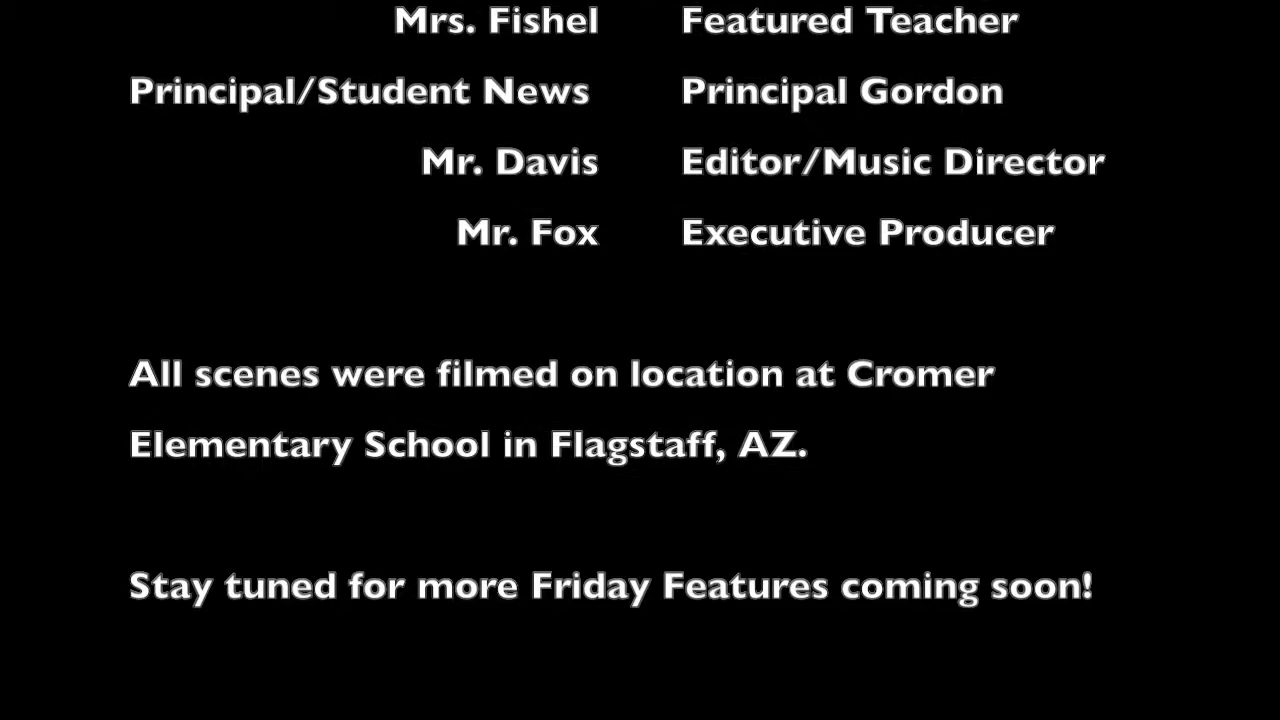 Mrs. Fishel Featured Teacher
Principal/Student News Principal Gordon
Mr. Davis Editor/Music Director
Mr. Fox Executive Producer
All scenes were filmed on location at Cromer
Elementary School in Flagstaff, AZ.
Stay tuned for more Friday Features coming soon!